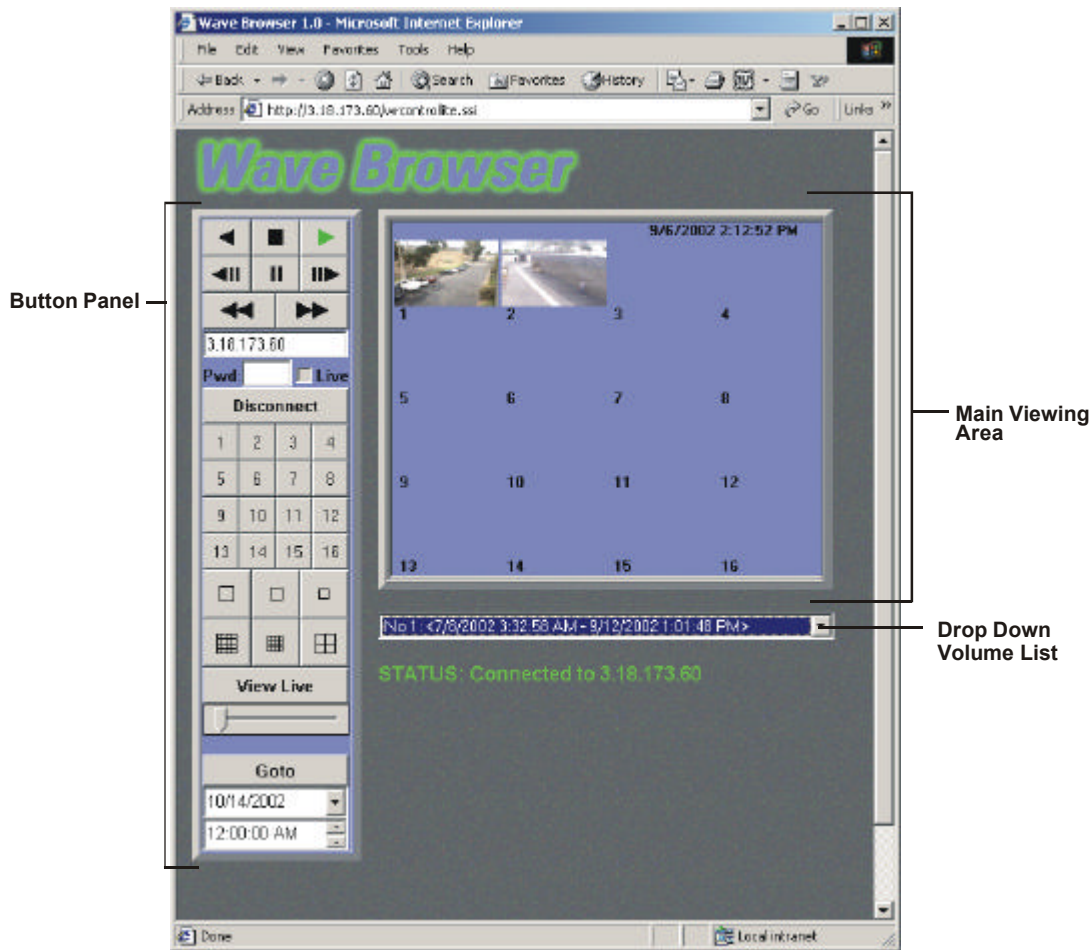 Wave Browser 1.0 - Microsoft Internet Explorer
File Edit View Favorites Tools Help
Back Search Favorites History
Address http://3.18.173.60/wrcontrollite.ssi Go Links »
Wave Browser
Button Panel
3.18.173.60
Pwd Live
Disconnect
1 2 3 4
5 6 7 8
9 10 11 12
13 14 15 16
View Live
Goto
10/14/2002
12:00:00 AM
9/6/2002 2:12:52 PM
1 2 3 4
5 6 7 8
9 10 11 12
13 14 15 16
Main Viewing
Area
No 1: <7/8/2002 3:32:58 AM - 9/12/2002 1:01:48 PM>
Drop Down
Volume List
STATUS: Connected to 3.18.173.60
Done Local intranet